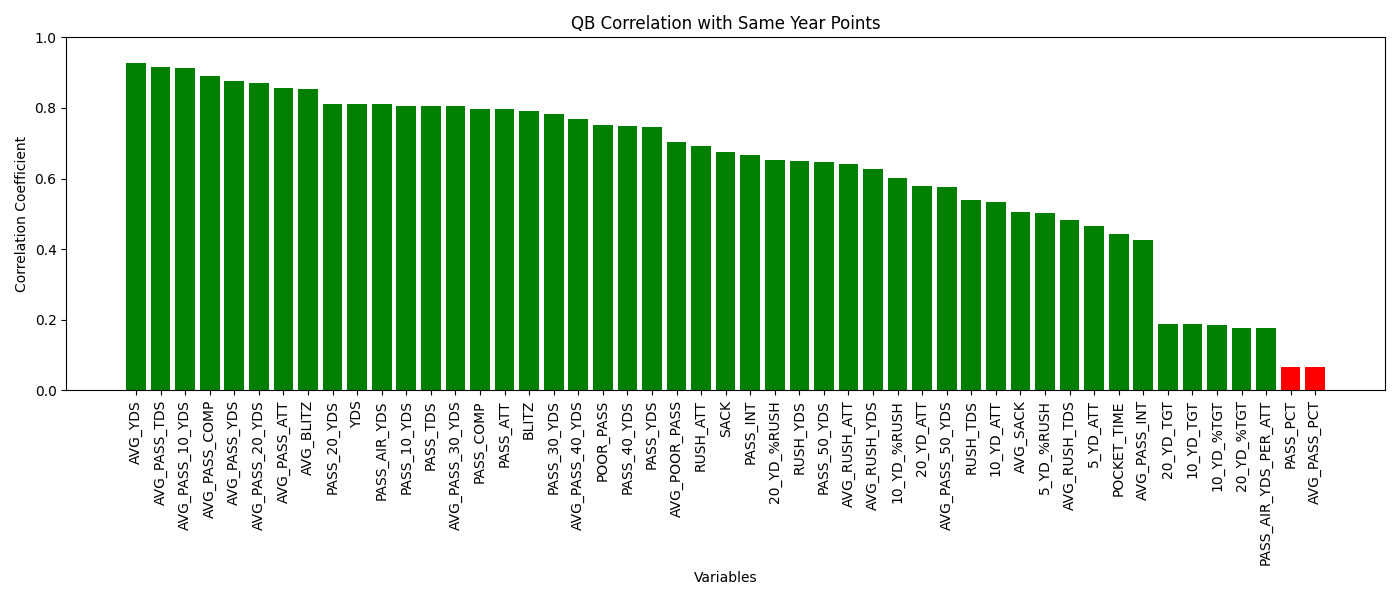 QB Correlation with Same Year Points
1.0
0.8
0.6
0.4
0.2
0.0
Correlation Coefficient
AVG_YDS
AVG_PASS_TDS
AVG_PASS_10_YDS
AVG_PASS_COMP
AVG_PASS_YDS
AVG_PASS_20_YDS
AVG_PASS_ATT
AVG_BLITZ
PASS_20_YDS
YDS
PASS_AIR_YDS
PASS_10_YDS
PASS_TDS
AVG_PASS_30_YDS
PASS_COMP
PASS_ATT
BLITZ
PASS_30_YDS
AVG_PASS_40_YDS
POOR_PASS
PASS_40_YDS
PASS_YDS
AVG_POOR_PASS
RUSH_ATT
SACK
PASS_INT
20_YD_%RUSH
RUSH_YDS
PASS_50_YDS
AVG_RUSH_ATT
AVG_RUSH_YDS
10_YD_%RUSH
20_YD_ATT
AVG_PASS_50_YDS
RUSH_TDS
10_YD_ATT
AVG_SACK
5_YD_%RUSH
AVG_RUSH_TDS
5_YD_ATT
POCKET_TIME
AVG_PASS_INT
20_YD_TGT
10_YD_TGT
10_YD_%TGT
20_YD_%TGT
PASS_AIR_YDS_PER_ATT
PASS_PCT
AVG_PASS_PCT
Variables